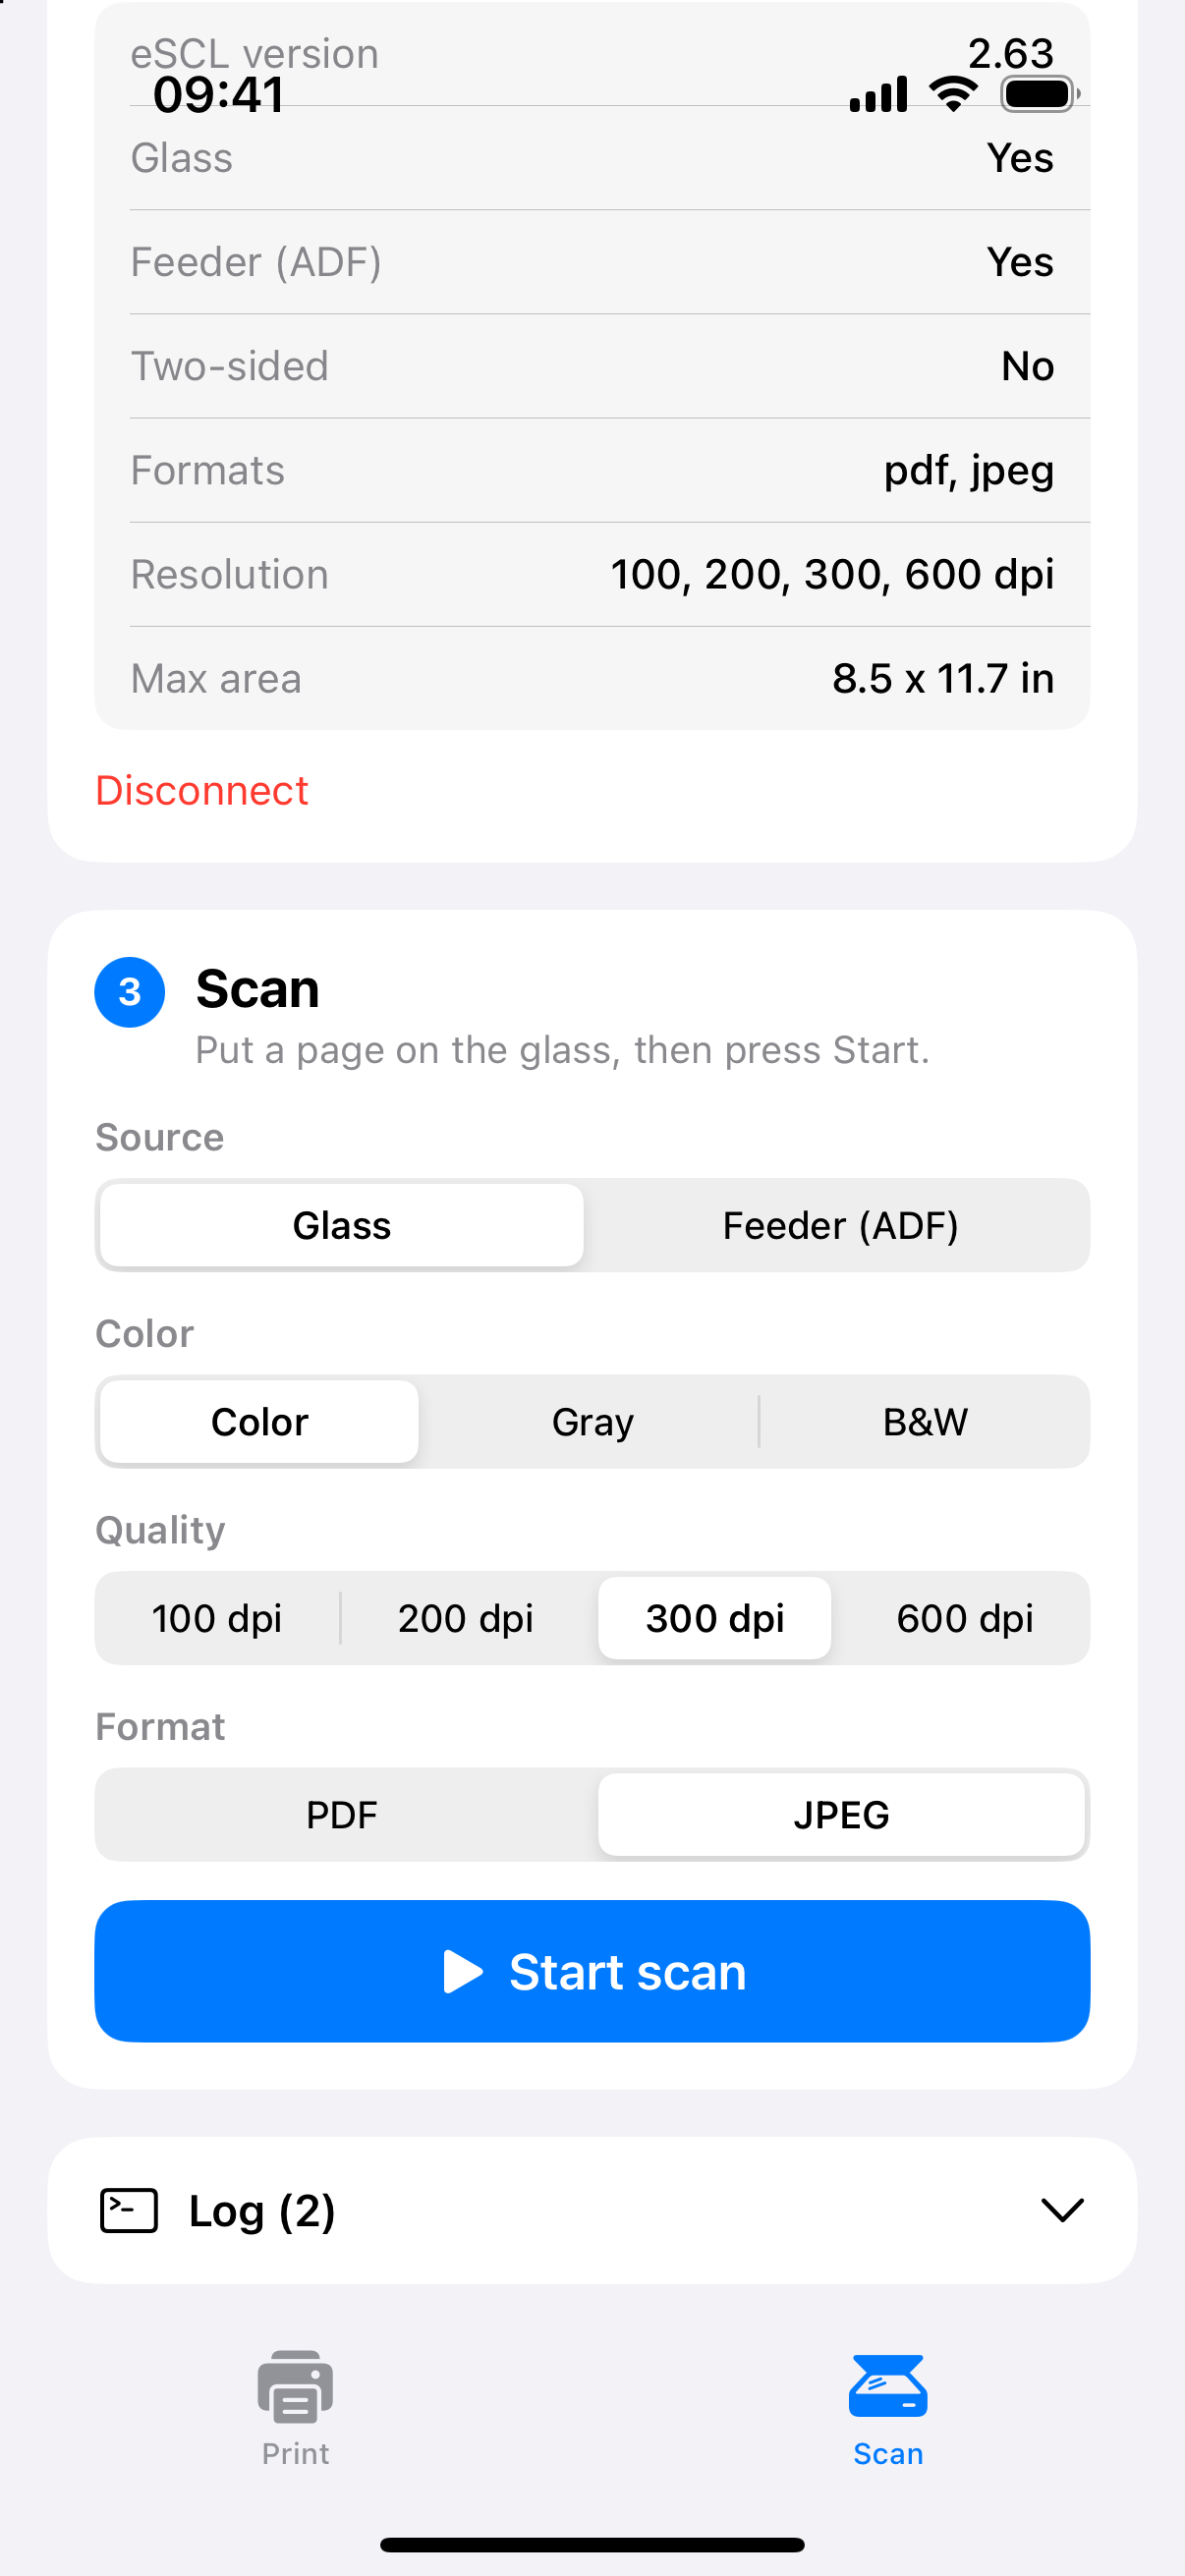 eSCL version 2.63
09:41
Glass Yes
Feeder (ADF) Yes
Two-sided No
Formats pdf, jpeg
Resolution 100, 200, 300, 600 dpi
Max area 8.5 x 11.7 in
Disconnect
3 Scan
Put a page on the glass, then press Start.
Source
Glass Feeder (ADF)
Color
Color Gray B&W
Quality
100 dpi 200 dpi 300 dpi 600 dpi
Format
PDF JPEG
Start scan
Log (2)
Print Scan